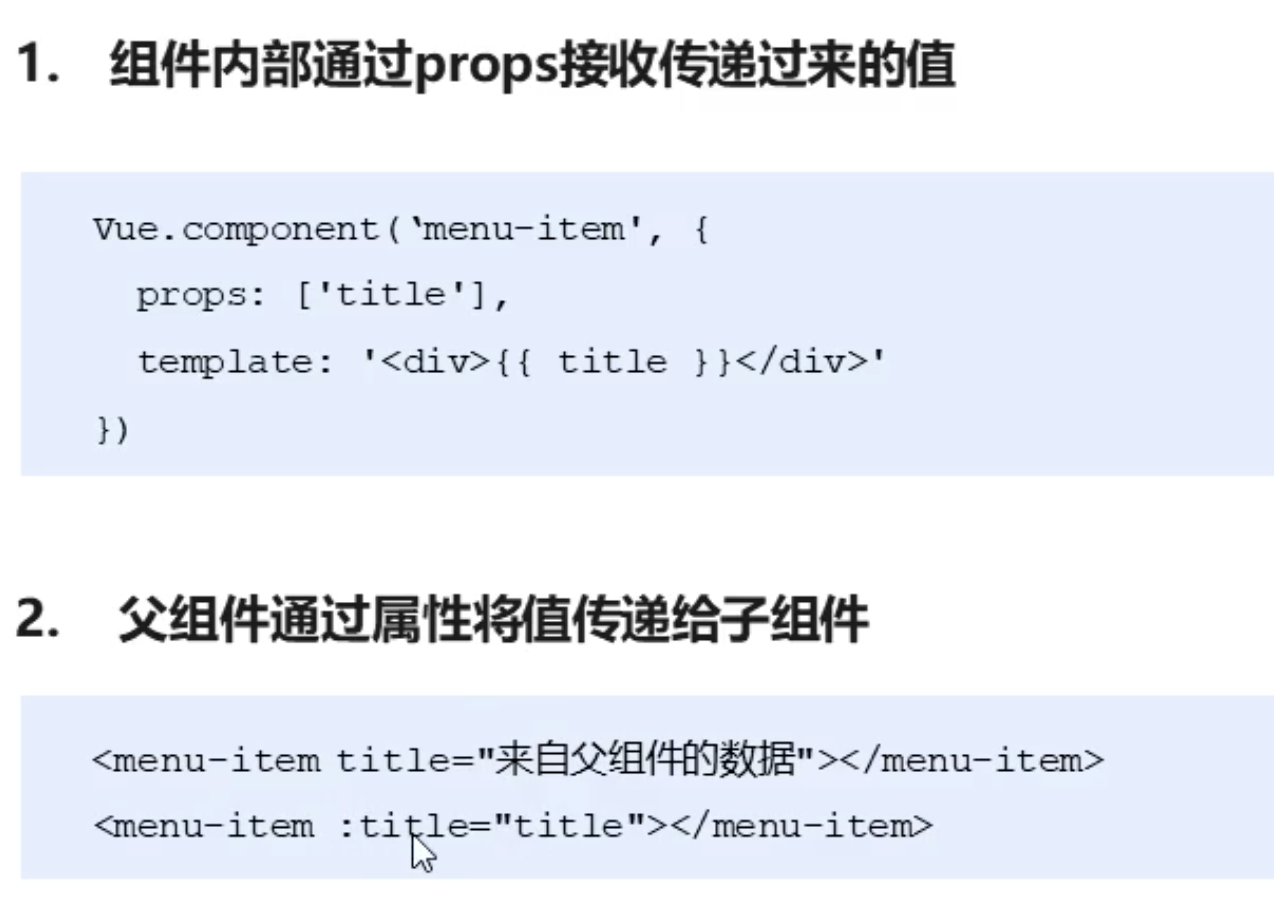 1. 组件内部通过props接收传递过来的值
Vue.component(‘menu-item', {
props: ['title'],
template: '<div>{{ title }}</div>'
})
2. 父组件通过属性将值传递给子组件
<menu-item title="来自父组件的数据"></menu-item>
<menu-item :title="title"></menu-item>